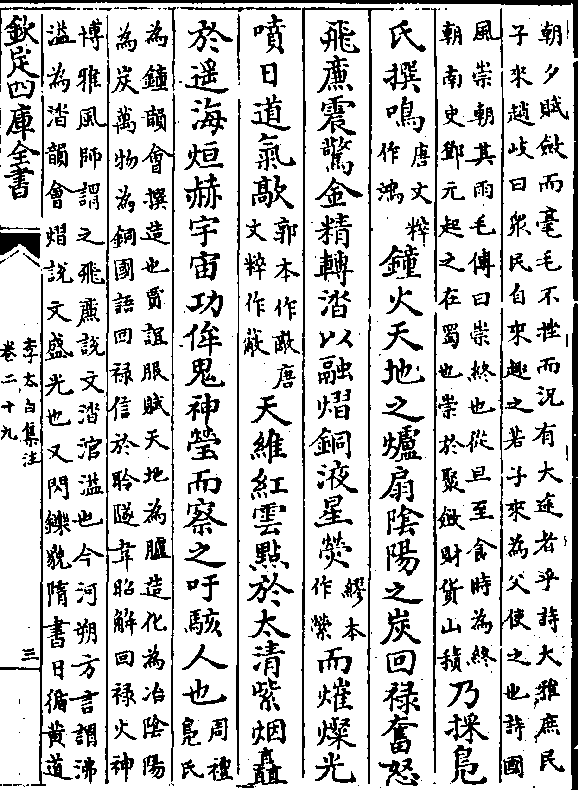 朝夕賦斂而毫毛不挫而況有大途者乎詩大雅庶民
子來趙岐曰衆民自來趣之若子來為父使之也詩國
風崇朝其雨毛傳曰崇終也從旦至食時為終
朝南史鄧元起之在蜀也崇於聚斂財貨山積
乃採鳧
氏撰鳴
唐文粹
作鴻
鐘火天地之爐扇陰陽之炭回祿奮怒
飛廉震驚金精轉涾以融熠銅液星熒
繆本
作縈
而燿燦光
噴日道氣歊
郭本作歊唐
文粹作蔽
天維紅雲點於太清紫烟矗
於遥海烜赫宇宙功侔鬼神瑩而察之吁駭人也
周禮
鳧氏
為鐘韻會撰造也賈誼服賦天地為爐造化為冶陰陽
為炭萬物為銅國語回禄信於聆隧韋昭解回禄火神
博雅風師謂之飛廉說文涾涫溢也今河朔方言謂沸
溢為涾韻會熠說文盛光也又閃鑠貌隋書日循黄道
欽定四庫全書
李太白集注
卷二十九
三